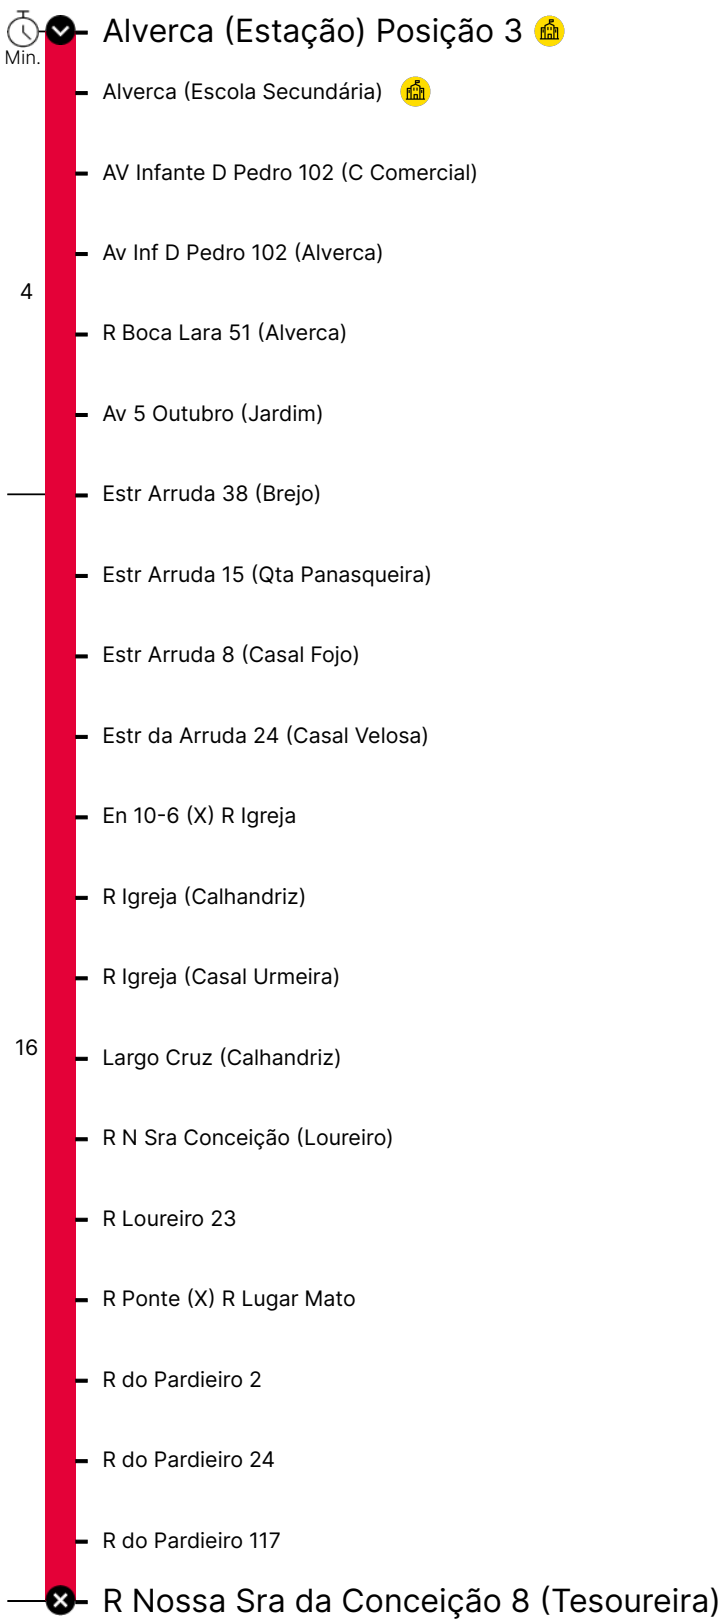 Alverca (Estação) Posição 3
Min.
Alverca (Escola Secundária)
AV Infante D Pedro 102 (C Comercial)
Av Inf D Pedro 102 (Alverca)
4
R Boca Lara 51 (Alverca)
Av 5 Outubro (Jardim)
Estr Arruda 38 (Brejo)
Estr Arruda 15 (Qta Panasqueira)
Estr Arruda 8 (Casal Fojo)
Estr da Arruda 24 (Casal Velosa)
En 10-6 (X) R Igreja
R Igreja (Calhandriz)
R Igreja (Casal Urmeira)
16
Largo Cruz (Calhandriz)
R N Sra Conceição (Loureiro)
R Loureiro 23
R Ponte (X) R Lugar Mato
R do Pardieiro 2
R do Pardieiro 24
R do Pardieiro 117
R Nossa Sra da Conceição 8 (Tesoureira)